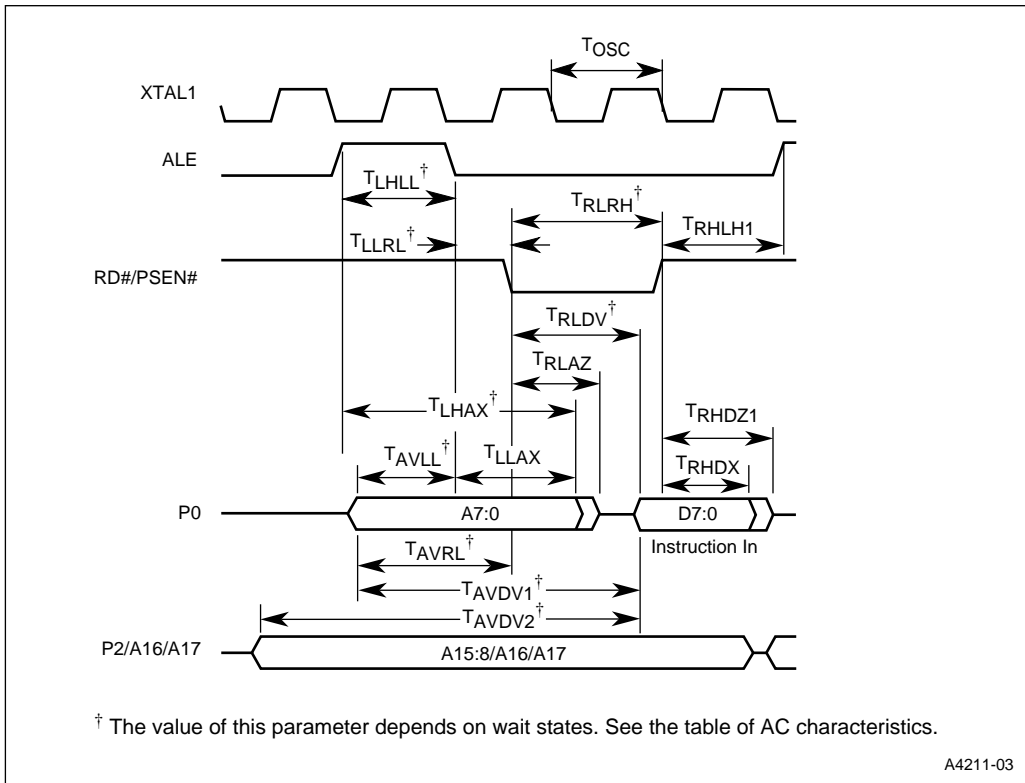 TOSC
XTAL1
ALE
TLHLL†
TRLRH†
TRHLH1
TLLRL†
RD#/PSEN#
TRLDV†
TRLAZ
TLHAX†
TRHDZ1
TAVLL†
TLLAX
TRHDX
P0
A7:0
D7:0
Instruction In
TAVRL†
TAVDV1†
TAVDV2†
P2/A16/A17
A15:8/A16/A17
† The value of this parameter depends on wait states. See the table of AC characteristics.
A4211-03